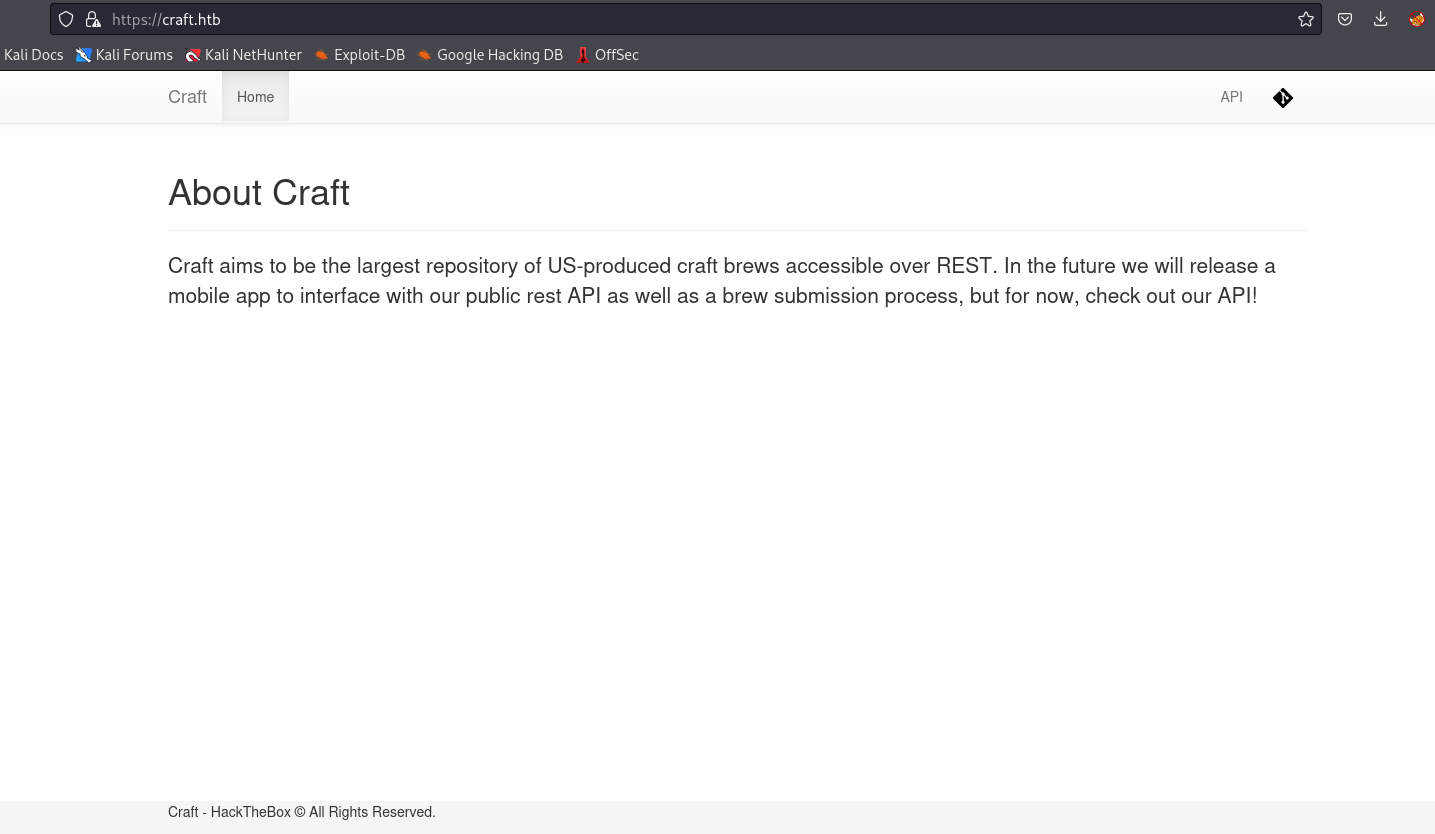 https://craft.htb
Kali Docs Kali Forums Kali NetHunter Exploit-DB Google Hacking DB OffSec
Craft Home API
About Craft
Craft aims to be the largest repository of US-produced craft brews accessible over REST. In the future we will release a
mobile app to interface with our public rest API as well as a brew submission process, but for now, check out our API!
Craft - HackTheBox © All Rights Reserved.